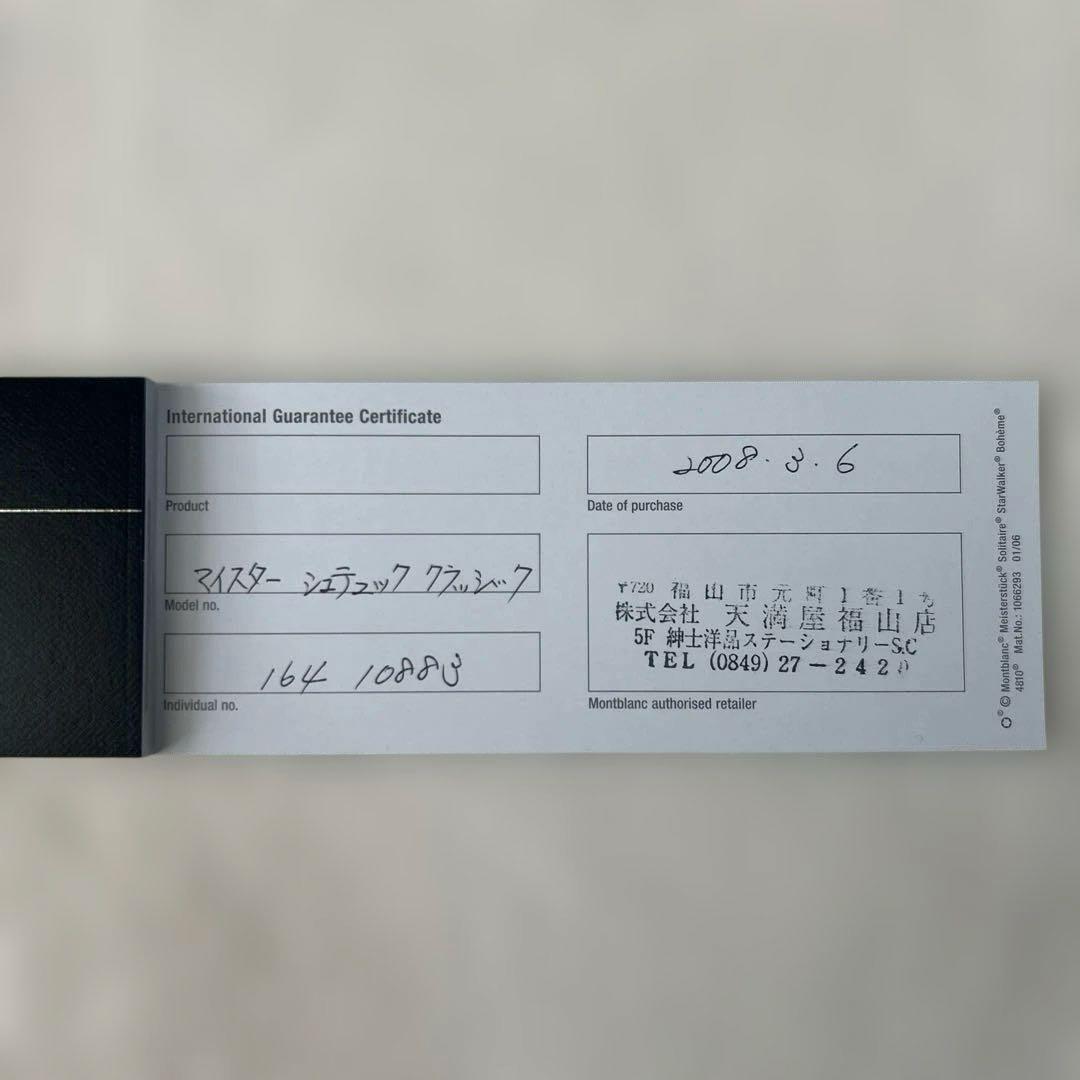 International Guarantee Certificate
Product
マイスター シュテュック クラッシック
Model no.
164 10883
Individual no.
2008.3.6
Date of purchase
〒720 福山市元町1番1号
株式会社 天満屋福山店
5F 紳士洋品ステーショナリーS.C
TEL (0849) 27-2420
Montblanc authorised retailer
® © Montblanc® Meisterstück® Solitaire® StarWalker® Bohème®
4810® Mat.No.: 1066293 01/06